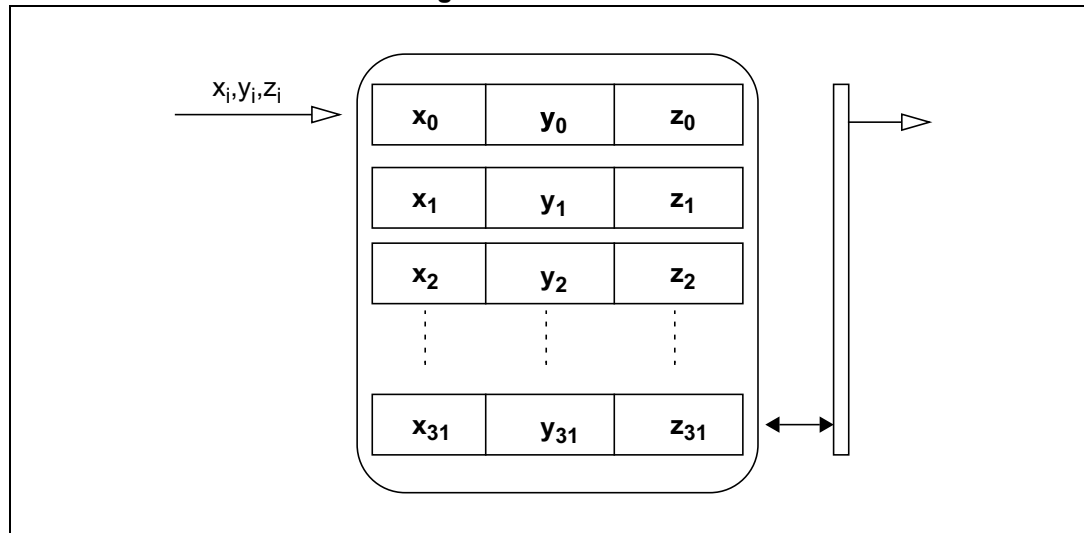 xᵢ,yᵢ,zᵢ
x₀ y₀ z₀
x₁ y₁ z₁
x₂ y₂ z₂
x₃₁ y₃₁ z₃₁